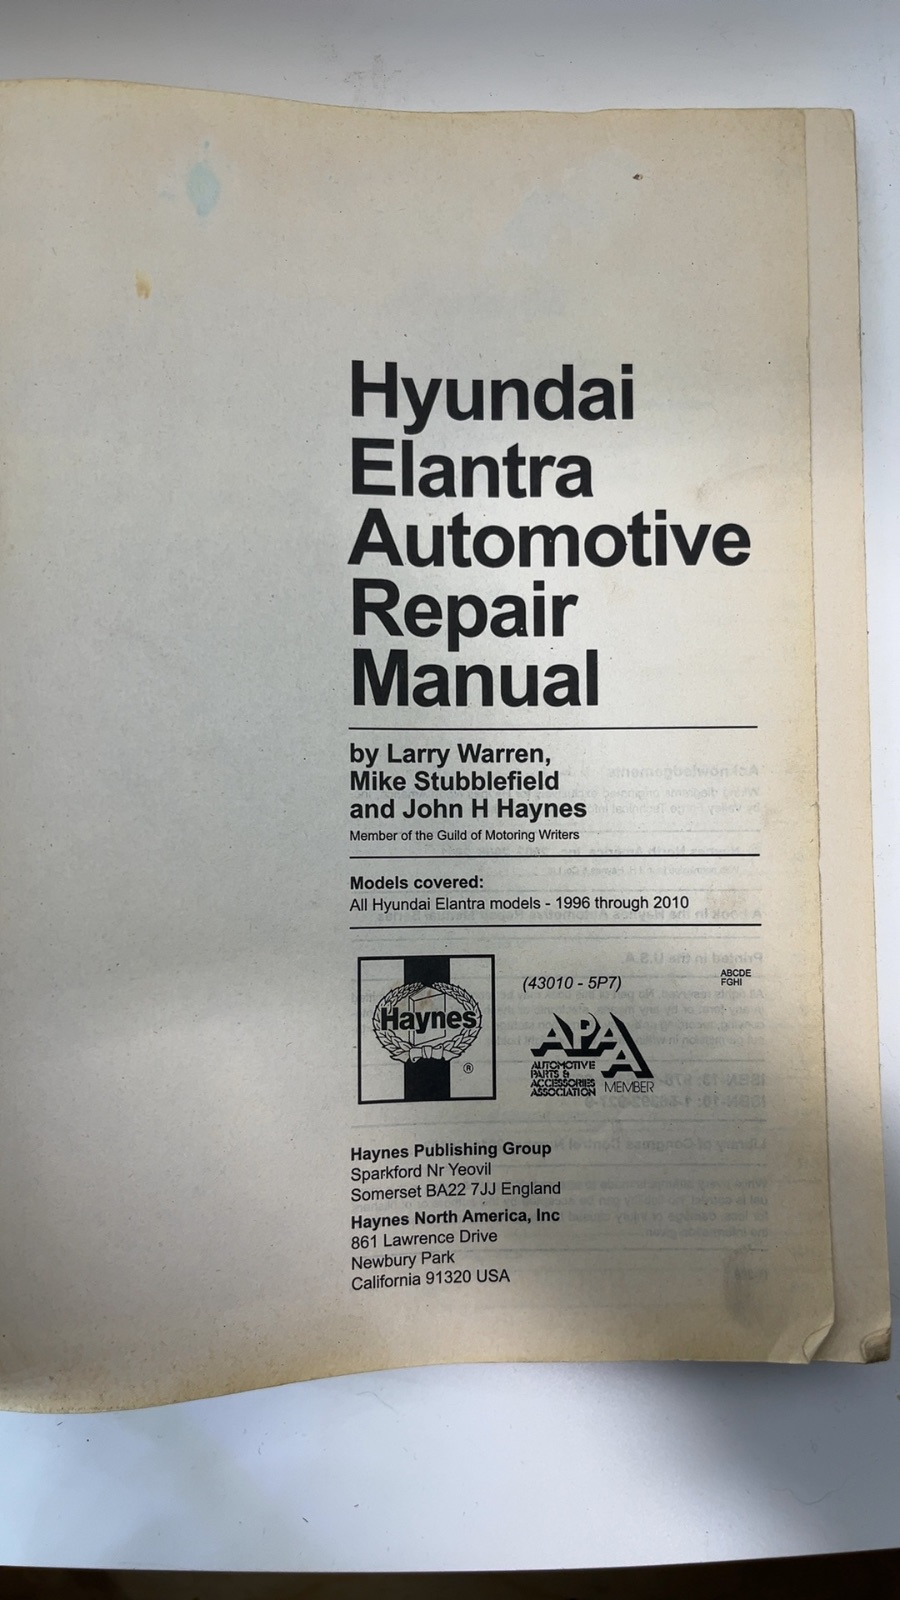 Hyundai
Elantra
Automotive
Repair
Manual
by Larry Warren,
Mike Stubblefield
and John H Haynes
Member of the Guild of Motoring Writers
Models covered:
All Hyundai Elantra models - 1996 through 2010
Haynes
®
(43010 - 5P7)
ABCDE
FGHI
APAA
AUTOMOTIVE
PARTS &
ACCESSORIES
ASSOCIATION
MEMBER
Haynes Publishing Group
Sparkford Nr Yeovil
Somerset BA22 7JJ England
Haynes North America, Inc
861 Lawrence Drive
Newbury Park
California 91320 USA